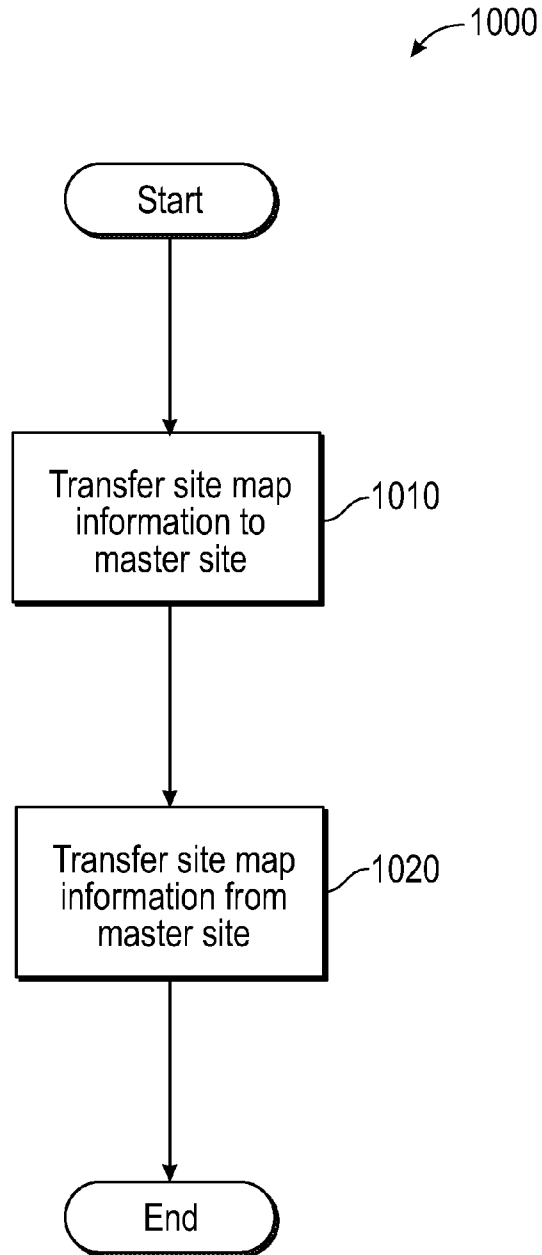 1000
Start
Transfer site map
information to
master site
1010
Transfer site map
information from
master site
1020
End